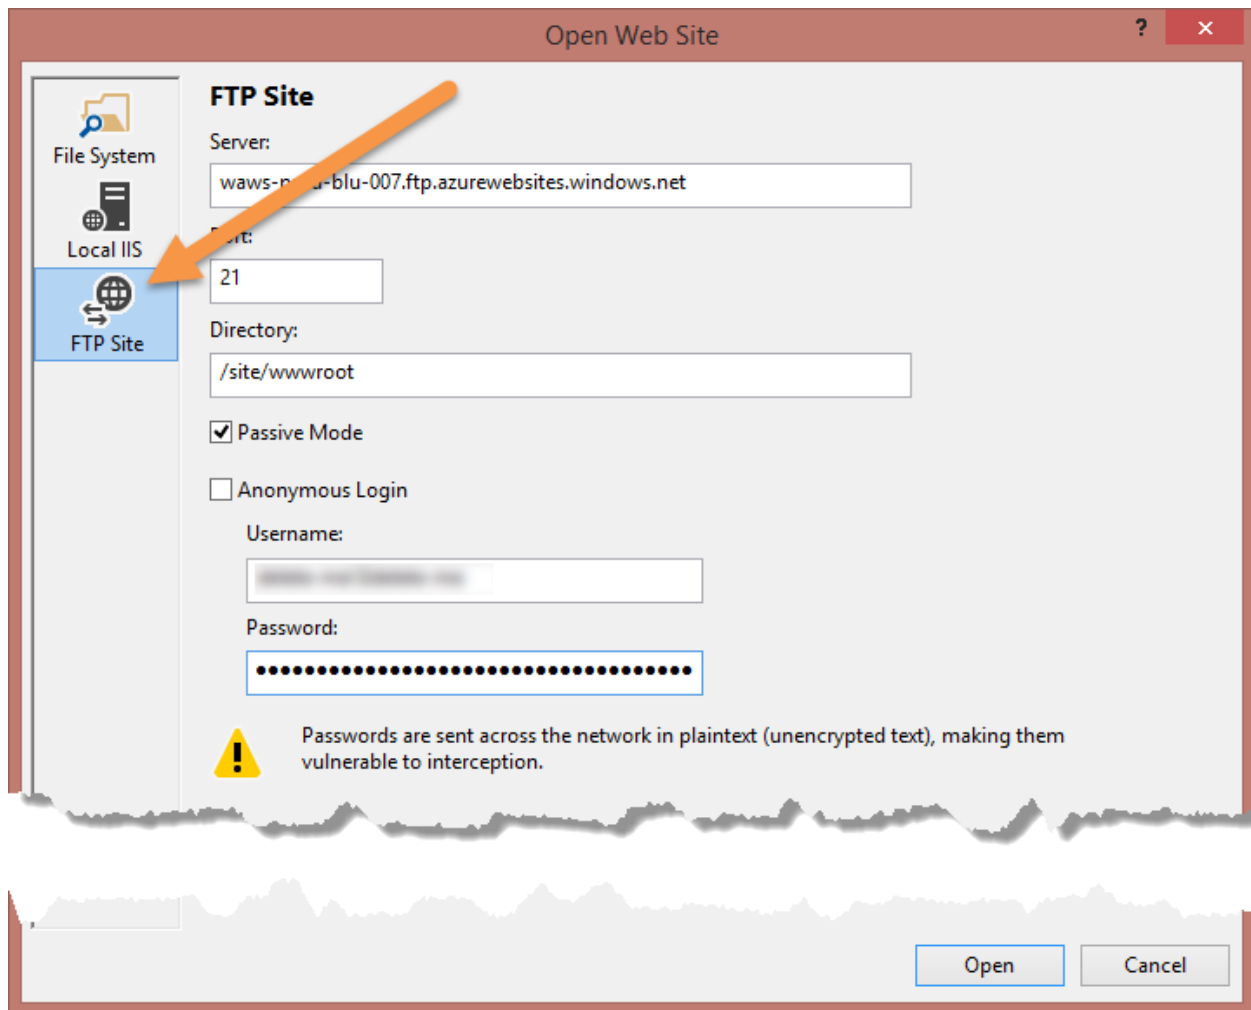 Open Web Site
?
File System
Local IIS
FTP Site
FTP Site
Server:
-blu-007.ftp.azurewebsites.windows.net
Port:
21
Directory:
/site/wwwroot
Passive Mode
Anonymous Login
Username:
Password:
Passwords are sent across the network in plaintext (unencrypted text), making them
vulnerable to interception.
Open
Cancel